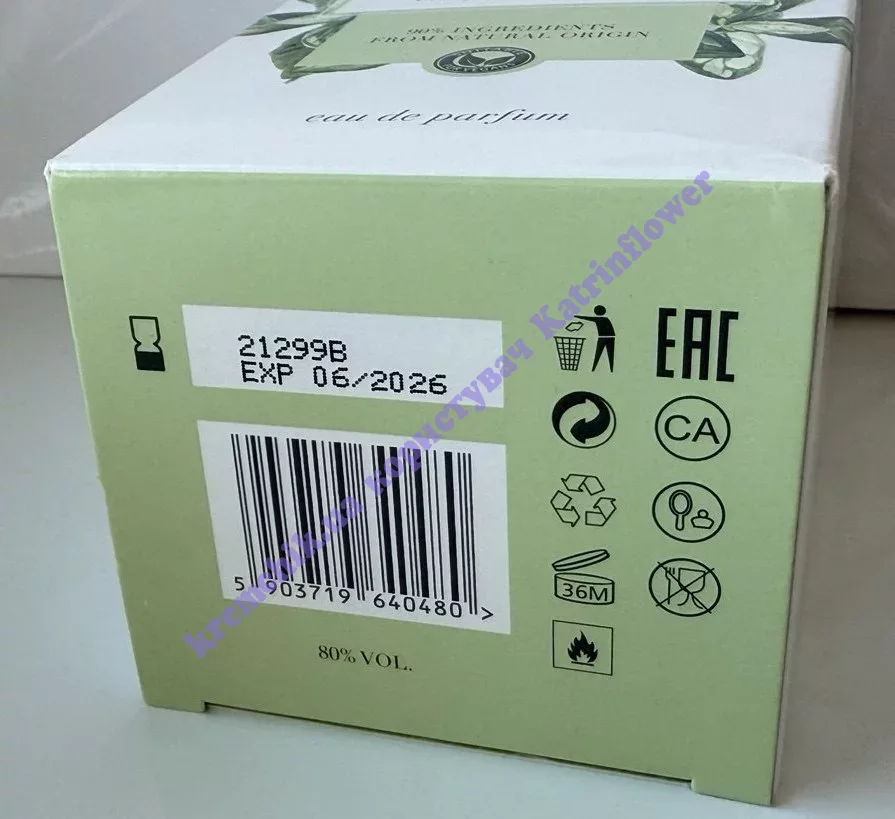 90% INGREDIENTS
FROM NATURAL ORIGIN
eau de parfum
21299B
EXP 06/2026
EAC
CA
36M
5 903719 640480 >
80% VOL.
kremchik.ua користувач Katrinflower